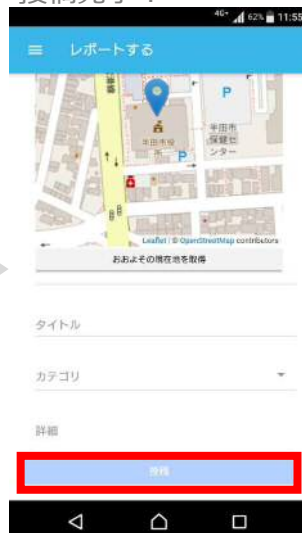 4G+ 62% 11:55
レポートする
P
半田市役所
半田市
保健セ
ンター
P
Leaflet | © OpenStreetMap contributors
おおよその現在地を取得
タイトル
カテゴリ
詳細
投稿